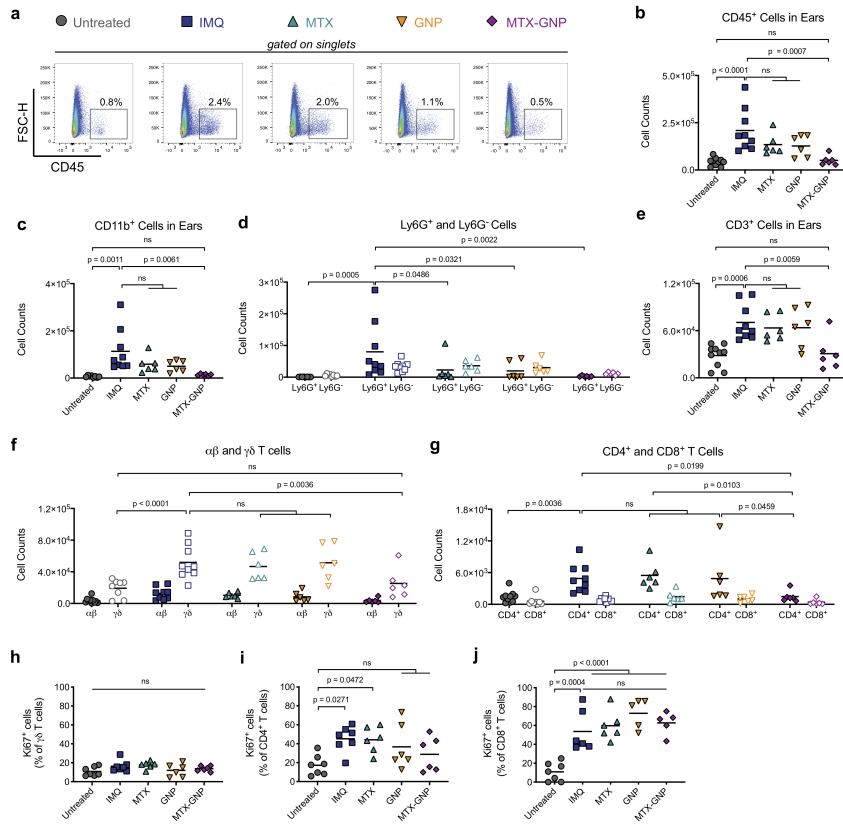 a
Untreated IMQ MTX GNP MTX-GNP
gated on singlets
0.8% 2.4% 2.0% 1.1% 0.5%
250K
200K
150K
100K
50K
0
FSC-H
CD45
b
CD45⁺ Cells in Ears
ns
p = 0.0007
p < 0.0001 ns
5.0×10⁵
2.5×10⁵
0.0
Cell Counts
Untreated IMQ MTX GNP MTX-GNP
c
CD11b⁺ Cells in Ears
ns
p = 0.0011 p = 0.0061
ns
4×10⁵
2×10⁵
0
Cell Counts
Untreated IMQ MTX GNP MTX-GNP
d
Ly6G⁺ and Ly6G⁻ Cells
p = 0.0022
p = 0.0321
p = 0.0005 p = 0.0486
3×10⁵
2×10⁵
1×10⁵
0
Cell Counts
Ly6G⁺ Ly6G⁻ Ly6G⁺ Ly6G⁻ Ly6G⁺ Ly6G⁻ Ly6G⁺ Ly6G⁻ Ly6G⁺ Ly6G⁻
e
CD3⁺ Cells in Ears
ns
p = 0.0059
p = 0.0006 ns
1.2×10⁵
6.0×10⁴
0.0
Cell Counts
Untreated IMQ MTX GNP MTX-GNP
f
αβ and γδ T cells
ns
p = 0.0036
p < 0.0001 ns
1.2×10⁵
8.0×10⁴
4.0×10⁴
0.0
Cell Counts
αβ γδ αβ γδ αβ γδ αβ γδ αβ γδ
g
CD4⁺ and CD8⁺ T Cells
p = 0.0199
p = 0.0103
p = 0.0036 ns p = 0.0459
1.8×10⁴
1.2×10⁴
6.0×10³
0.0
Cell Counts
CD4⁺ CD8⁺ CD4⁺ CD8⁺ CD4⁺ CD8⁺ CD4⁺ CD8⁺ CD4⁺ CD8⁺
h
ns
100
80
60
40
20
0
Ki67⁺ cells
(% of γδ T cells)
Untreated IMQ MTX GNP MTX-GNP
i
ns
p = 0.0472
p = 0.0271
100
80
60
40
20
0
Ki67⁺ cells
(% of CD4⁺ T cells)
Untreated IMQ MTX GNP MTX-GNP
j
p < 0.0001
p = 0.0004 ns
100
80
60
40
20
0
Ki67⁺ cells
(% of CD8⁺ T cells)
Untreated IMQ MTX GNP MTX-GNP